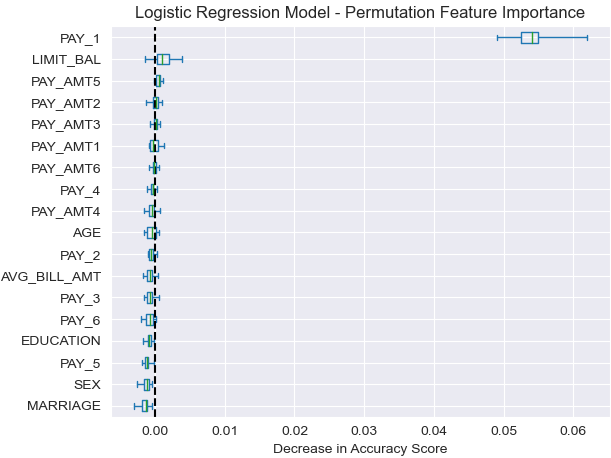 Logistic Regression Model - Permutation Feature Importance
PAY_1
LIMIT_BAL
PAY_AMT5
PAY_AMT2
PAY_AMT3
PAY_AMT1
PAY_AMT6
PAY_4
PAY_AMT4
AGE
PAY_2
AVG_BILL_AMT
PAY_3
PAY_6
EDUCATION
PAY_5
SEX
MARRIAGE
0.00 0.01 0.02 0.03 0.04 0.05 0.06
Decrease in Accuracy Score